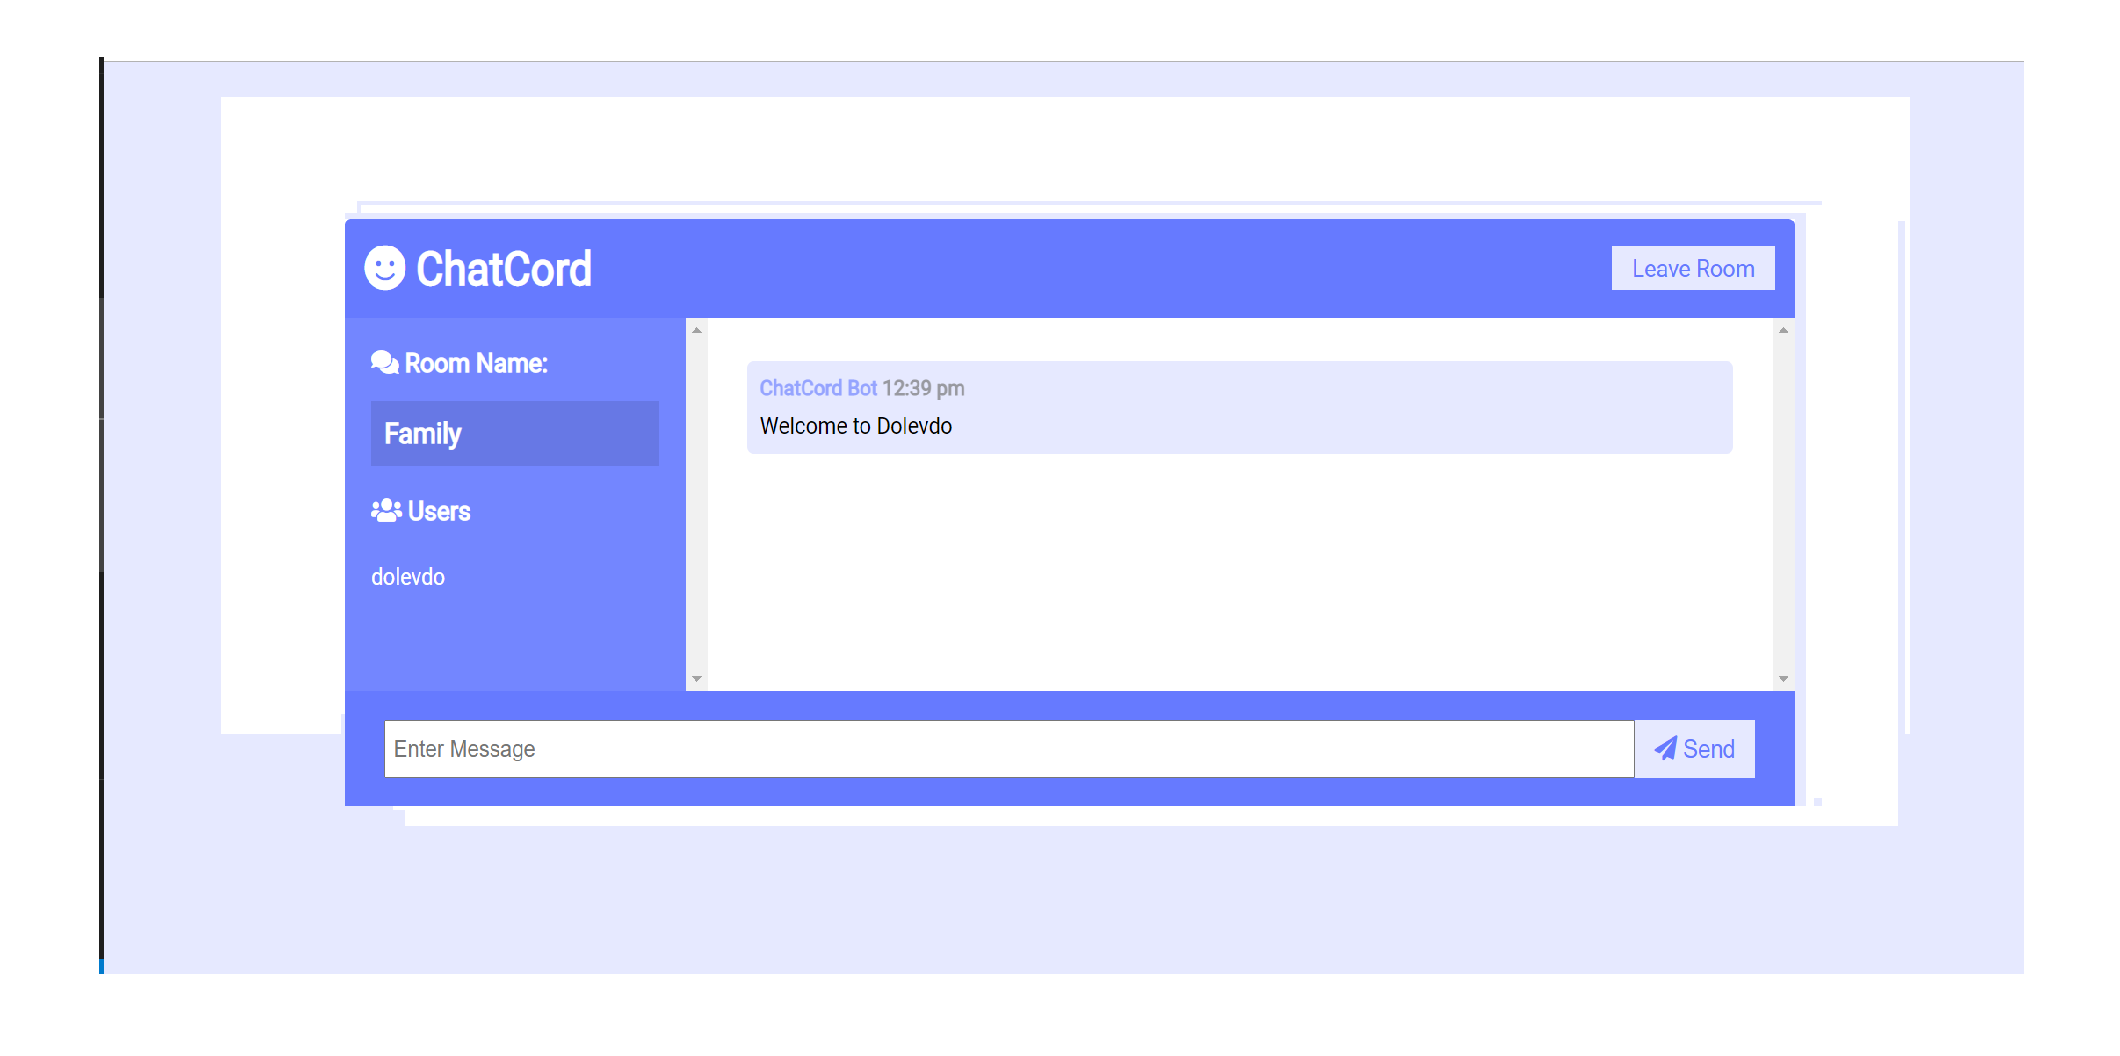 ChatCord
Leave Room
Room Name:
Family
Users
dolevdo
ChatCord Bot 12:39 pm
Welcome to Dolevdo
Enter Message
Send